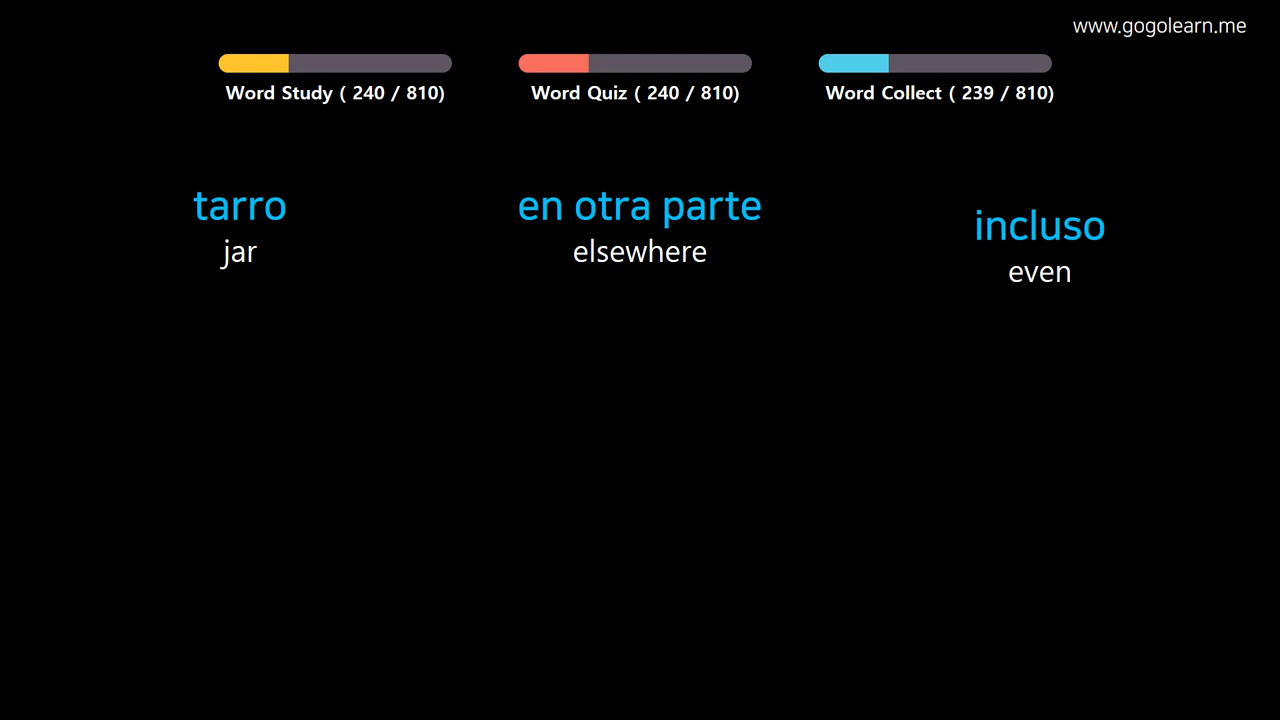 www.gogolearn.me
Word Study ( 240 / 810)
Word Quiz ( 240 / 810)
Word Collect ( 239 / 810)
tarro
jar
en otra parte
elsewhere
incluso
even